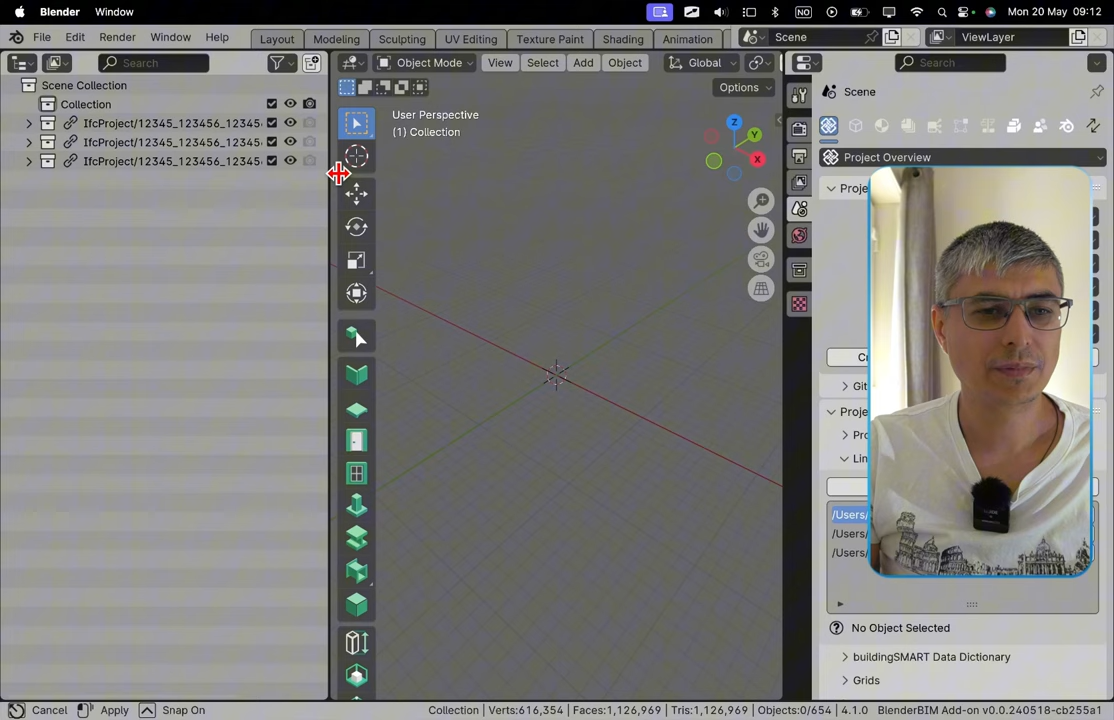 Blender Window NO Mon 20 May 09:12
File Edit Render Window Help Layout Modeling Sculpting UV Editing Texture Paint Shading Animation Scene ViewLayer
Search Object Mode View Select Add Object Global Search
Scene Collection
Options
Scene
Collection
User Perspective
(1) Collection
Z
Y
X
IfcProject/12345_123456_12345
IfcProject/12345_123456_12345
IfcProject/12345_123456_12345
Project Overview
Proje
Git
Proje
/Users/
/Users/
/Users/
No Object Selected
buildingSMART Data Dictionary
Grids
Cancel Apply Snap On Collection | Verts:616,354 | Faces:1,126,969 | Tris:1,126,969 | Objects:0/654 | 4.1.0 BlenderBIM Add-on v0.0.240518-cb255a1